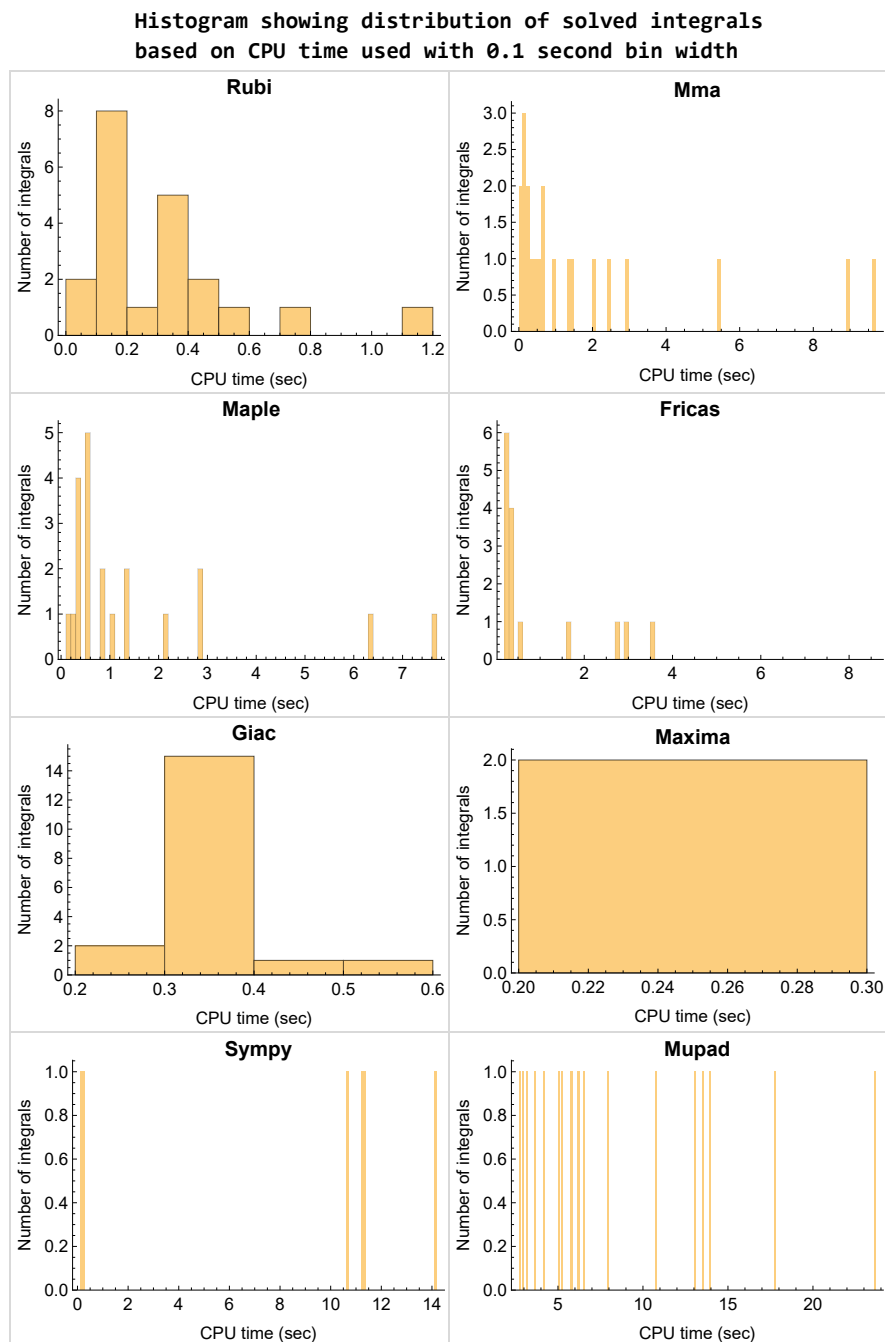 Histogram showing distribution of solved integrals
based on CPU time used with 0.1 second bin width
Rubi
Number of integrals
8
6
4
2
0
0.0 0.2 0.4 0.6 0.8 1.0 1.2
CPU time (sec)
Mma
Number of integrals
3.0
2.5
2.0
1.5
1.0
0.5
0.0
0 2 4 6 8
CPU time (sec)
Maple
Number of integrals
5
4
3
2
1
0
0 1 2 3 4 5 6 7
CPU time (sec)
Fricas
Number of integrals
6
5
4
3
2
1
0
2 4 6 8
CPU time (sec)
Giac
Number of integrals
14
12
10
8
6
4
2
0
0.2 0.3 0.4 0.5 0.6
CPU time (sec)
Maxima
Number of integrals
2.0
1.5
1.0
0.5
0.0
0.20 0.22 0.24 0.26 0.28 0.30
CPU time (sec)
Sympy
Number of integrals
1.0
0.8
0.6
0.4
0.2
0.0
0 2 4 6 8 10 12 14
CPU time (sec)
Mupad
Number of integrals
1.0
0.8
0.6
0.4
0.2
0.0
5 10 15 20
CPU time (sec)